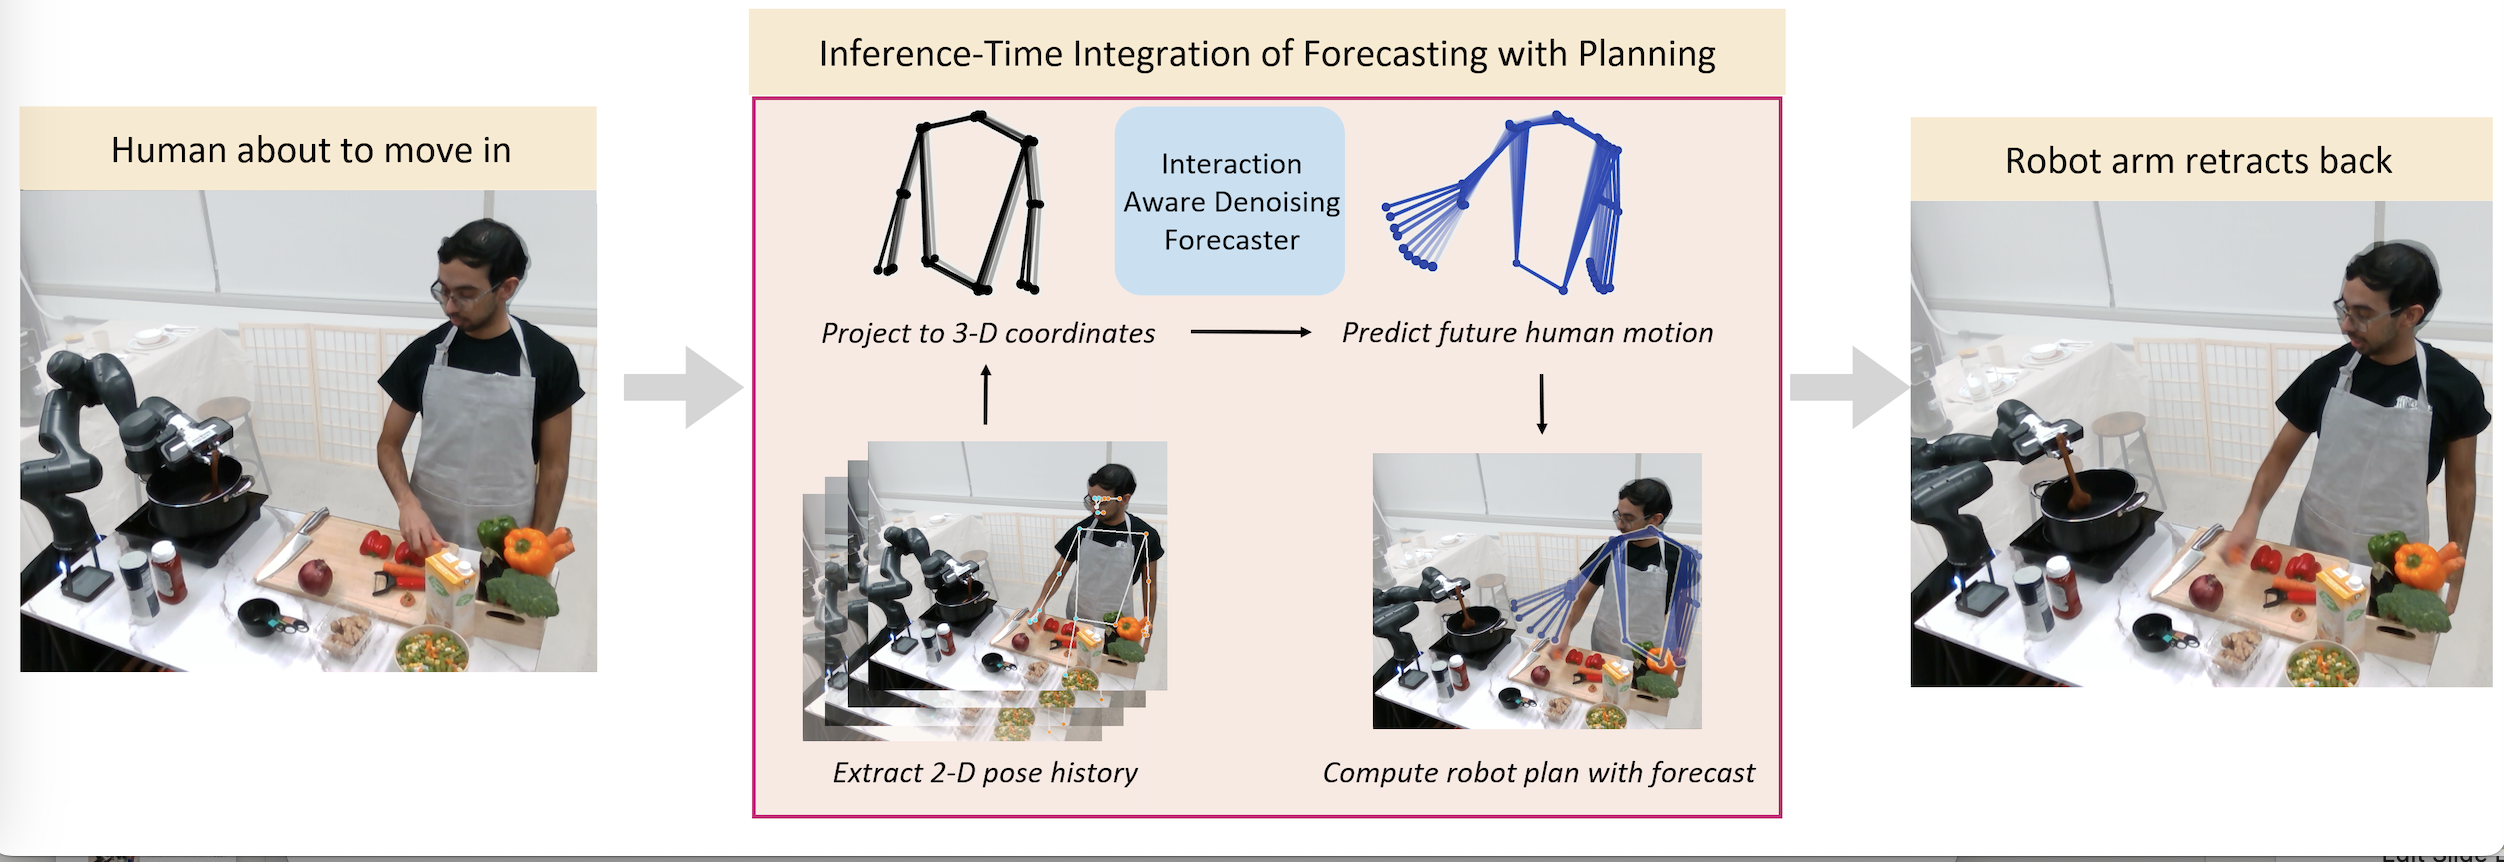 Inference-Time Integration of Forecasting with Planning
Human about to move in
Interaction
Aware Denoising
Forecaster
Project to 3-D coordinates
Predict future human motion
Extract 2-D pose history
Compute robot plan with forecast
Robot arm retracts back